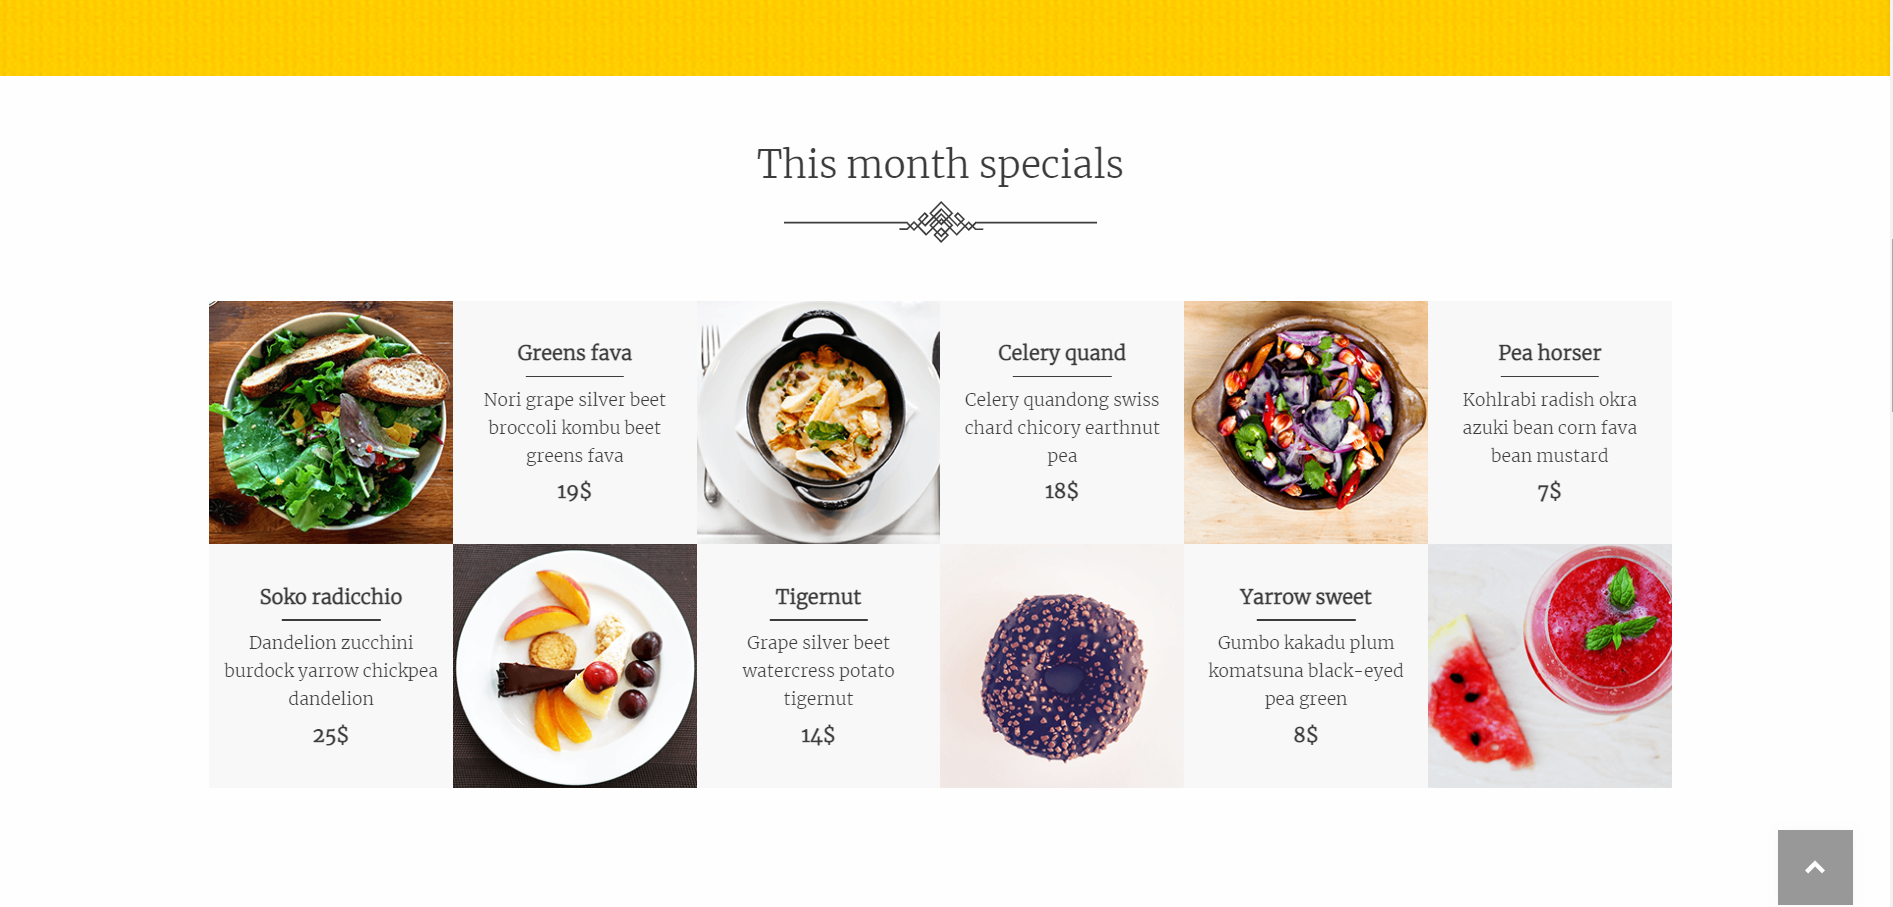 This month specials
Greens fava
Nori grape silver beet
broccoli kombu beet
greens fava
19$
Celery quand
Celery quandong swiss
chard chicory earthnut
pea
18$
Pea horser
Kohlrabi radish okra
azuki bean corn fava
bean mustard
7$
Soko radicchio
Dandelion zucchini
burdock yarrow chickpea
dandelion
25$
Tigernut
Grape silver beet
watercress potato
tigernut
14$
Yarrow sweet
Gumbo kakadu plum
komatsuna black-eyed
pea green
8$